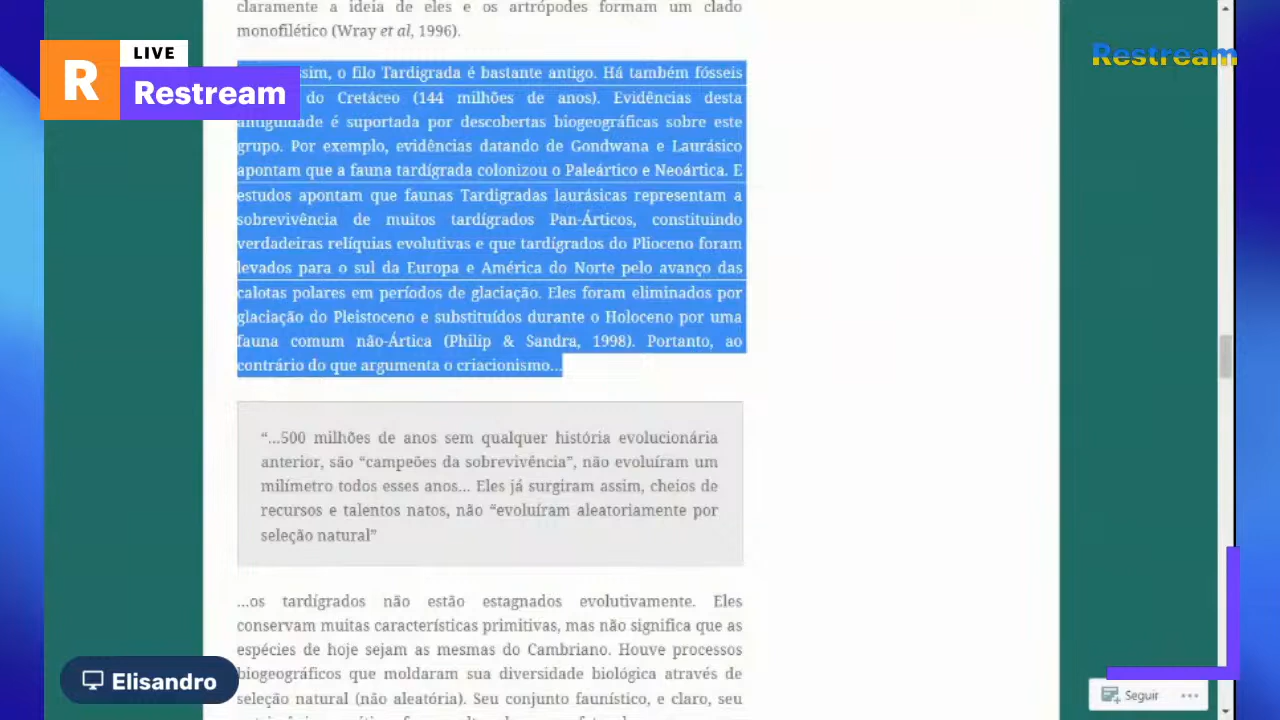 claramente a ideia de eles e os artrópodes formam um clado
monofilético (Wray et al, 1996).
R
LIVE
Restream
Restream
sim, o filo Tardigrada é bastante antigo. Há também fósseis
do Cretáceo (144 milhões de anos). Evidências desta
antiguidade é suportada por descobertas biogeográficas sobre este
grupo. Por exemplo, evidências datando de Gondwana e Laurásico
apontam que a fauna tardígrada colonizou o Paleártico e Neoártica. E
estudos apontam que faunas Tardigradas laurásicas representam a
sobrevivência de muitos tardígrados Pan-Árticos, constituindo
verdadeiras relíquias evolutivas e que tardígrados do Plioceno foram
levados para o sul da Europa e América do Norte pelo avanço das
calotas polares em períodos de glaciação. Eles foram eliminados por
glaciação do Pleistoceno e substituídos durante o Holoceno por uma
fauna comum não-Ártica (Philip & Sandra, 1998). Portanto, ao
contrário do que argumenta o criacionismo...
“...500 milhões de anos sem qualquer história evolucionária
anterior, são “campeões da sobrevivência”, não evoluíram um
milímetro todos esses anos... Eles já surgiram assim, cheios de
recursos e talentos natos, não “evoluíram aleatoriamente por
seleção natural”
...os tardígrados não estão estagnados evolutivamente. Eles
conservam muitas características primitivas, mas não significa que as
espécies de hoje sejam as mesmas do Cambriano. Houve processos
biogeográficos que moldaram sua diversidade biológica através de
seleção natural (não aleatória). Seu conjunto faunístico, e claro, seu
Elisandro
Seguir